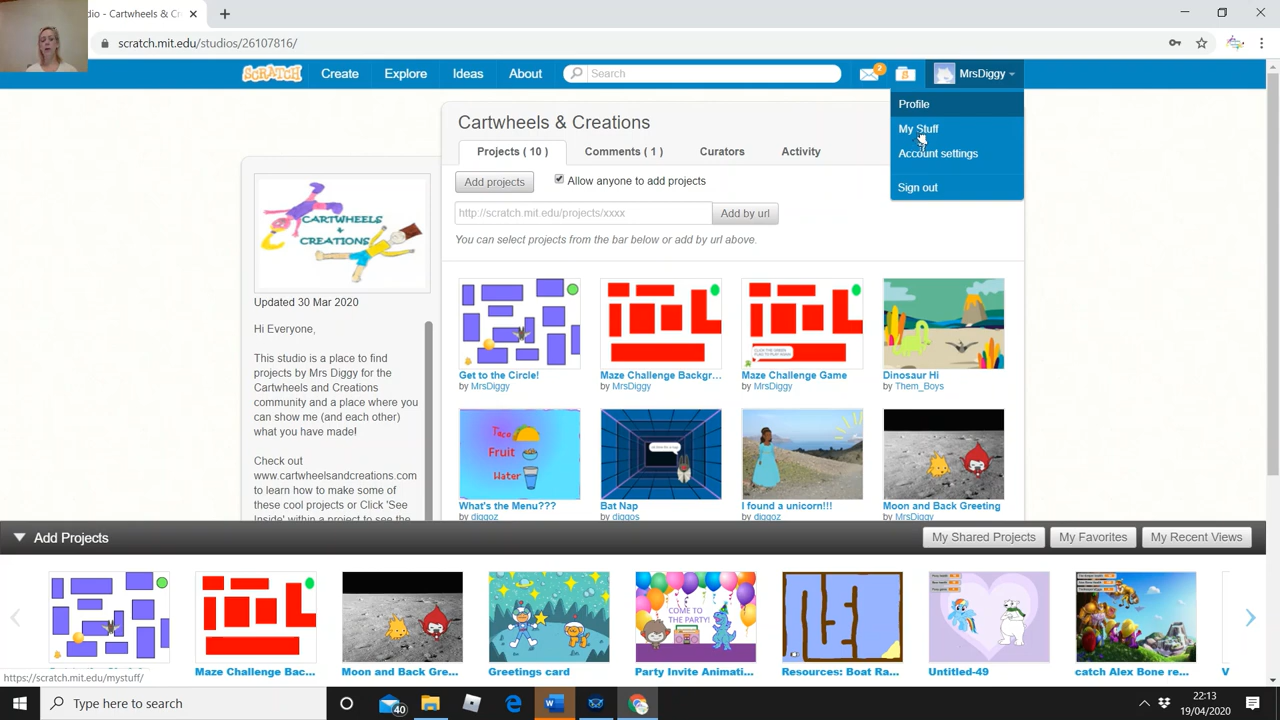 dio - Cartwheels & Cr
scratch.mit.edu/studios/26107816/
SCRATCH
Create
Explore
Ideas
About
Search
2
8
MrsDiggy
Profile
My Stuff
Account settings
Sign out
Cartwheels & Creations
Projects ( 10 )
Comments ( 1 )
Curators
Activity
Add projects
Allow anyone to add projects
http://scratch.mit.edu/projects/xxxx
Add by url
You can select projects from the bar below or add by url above.
CARTWHEELS
+
CREATIONS
Updated 30 Mar 2020
Hi Everyone,
This studio is a place to find
projects by Mrs Diggy for the
Cartwheels and Creations
community and a place where you
can show me (and each other)
what you have made!
Check out
www.cartwheelsandcreations.com
to learn how to make some of
these cool projects or Click 'See
Inside' within a project to see the
Get to the Circle!
by MrsDiggy
Maze Challenge Backgr...
by MrsDiggy
Maze Challenge Game
by MrsDiggy
Dinosaur Hi
by Them_Boys
Taco
Fruit
Water
What's the Menu???
by diggoz
Bat Nap
by diggos
I found a unicorn!!!
by diggoz
Moon and Back Greeting
by MrsDiggy
Add Projects
My Shared Projects
My Favorites
My Recent Views
COME TO
THE PARTY!
Maze Challenge Bac...
Moon and Back Gre...
Greetings card
Party Invite Animati...
Resources: Boat Ra...
Untitled-49
catch Alex Bone re...
https://scratch.mit.edu/mystuff/
Type here to search
40
22:13
19/04/2020